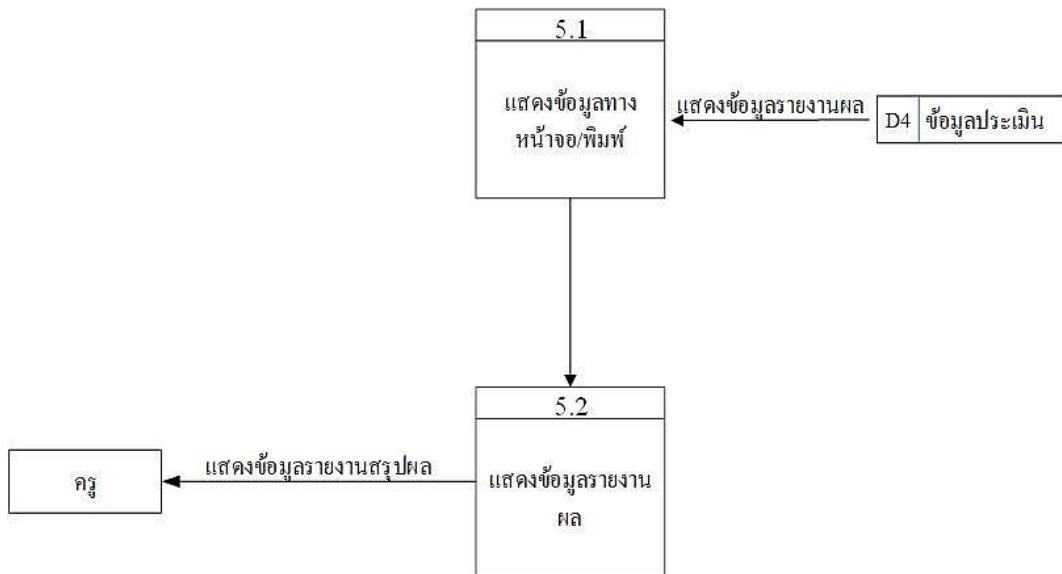 5.1
แสดงข้อมูลทาง
หน้าจอ/พิมพ์
แสดงข้อมูลรายงานผล
D4 ข้อมูลประเมิน
5.2
แสดงข้อมูลรายงาน
ผล
แสดงข้อมูลรายงานสรุปผล
ครู